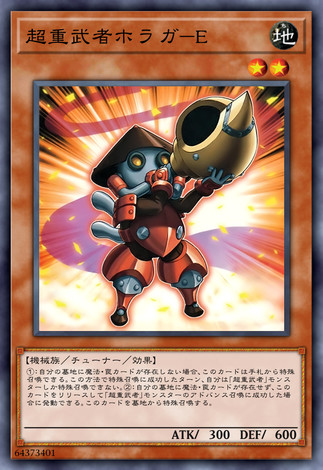 超重武者ホラガ―E
地
【機械族／チューナー／効果】
①：自分の墓地に魔法・罠カードが存在しない場合、このカードは手札から特殊
召喚できる。この方法で特殊召喚に成功したターン、自分は「超重武者」モンス
ターしか特殊召喚できない。②：自分の墓地に魔法・罠カードが存在せず、このカ
ードをリリースして「超重武者」モンスターのアドバンス召喚に成功した場
合に発動できる。このカードを墓地から特殊召喚する。
ATK/ 300 DEF/ 600
64373401